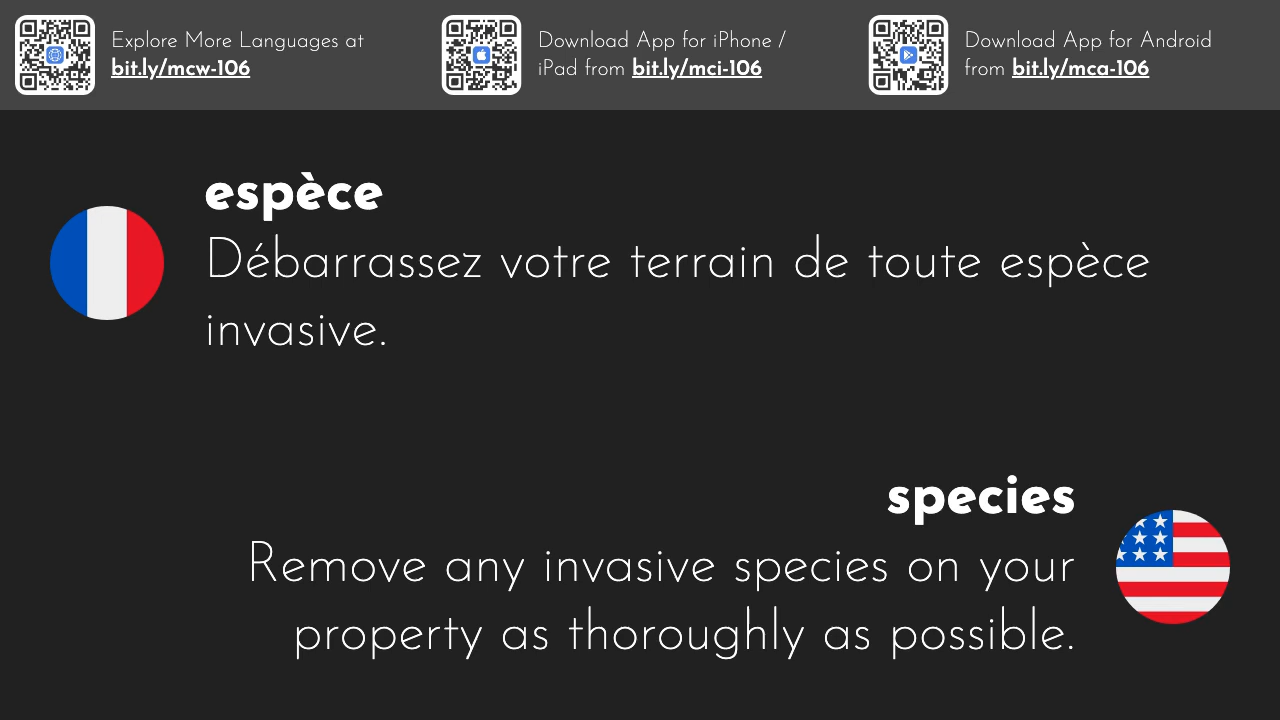 Explore More Languages at
bit.ly/mcw-106
Download App for iPhone /
iPad from bit.ly/mci-106
Download App for Android
from bit.ly/mca-106
espèce
Débarrassez votre terrain de toute espèce
invasive.
species
Remove any invasive species on your
property as thoroughly as possible.